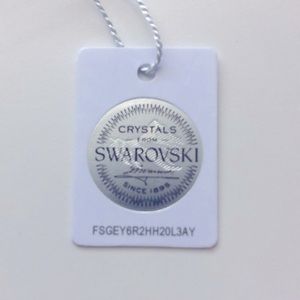 CRYSTALS
FROM
SWAROVSKI
SINCE 1895
FSGEY6R2HH20L3AY